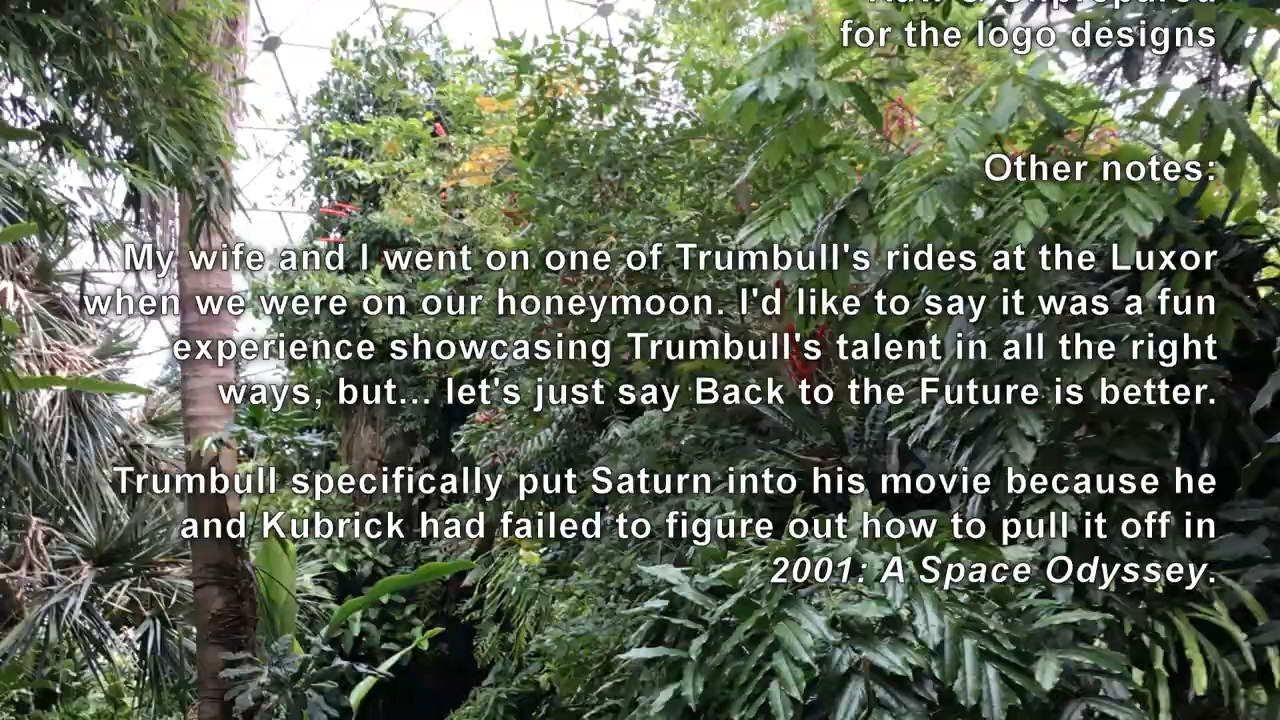 for the logo designs
Other notes:
My wife and I went on one of Trumbull's rides at the Luxor
when we were on our honeymoon. I'd like to say it was a fun
experience showcasing Trumbull's talent in all the right
ways, but... let's just say Back to the Future is better.
Trumbull specifically put Saturn into his movie because he
and Kubrick had failed to figure out how to pull it off in
2001: A Space Odyssey.